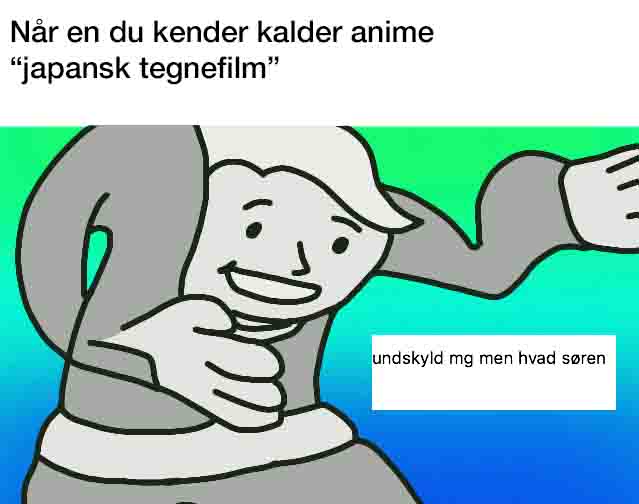 Når en du kender kalder anime
“japansk tegnefilm”
undskyld mg men hvad søren